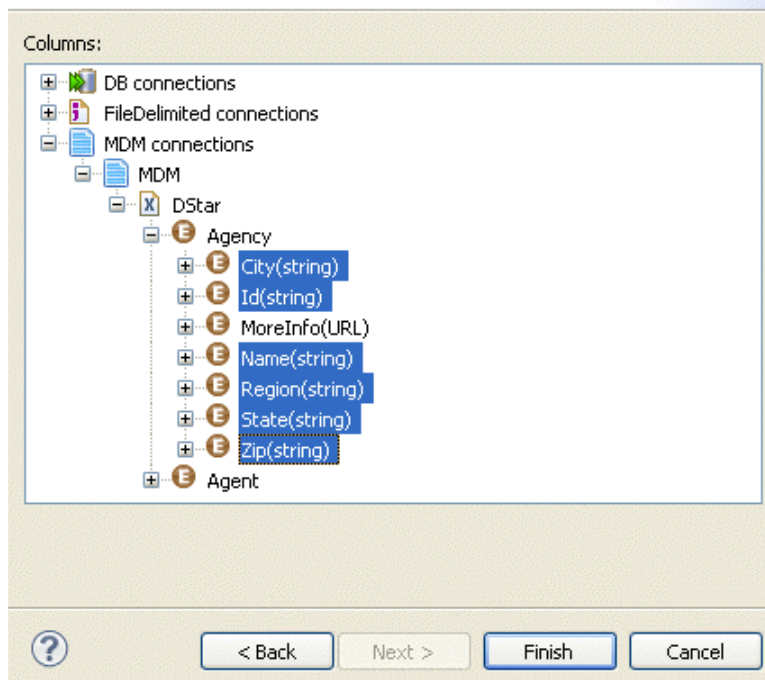 Columns:
DB connections
FileDelimited connections
MDM connections
MDM
DStar
Agency
City(string)
Id(string)
MoreInfo(URL)
Name(string)
Region(string)
State(string)
Zip(string)
Agent
< Back Next > Finish Cancel